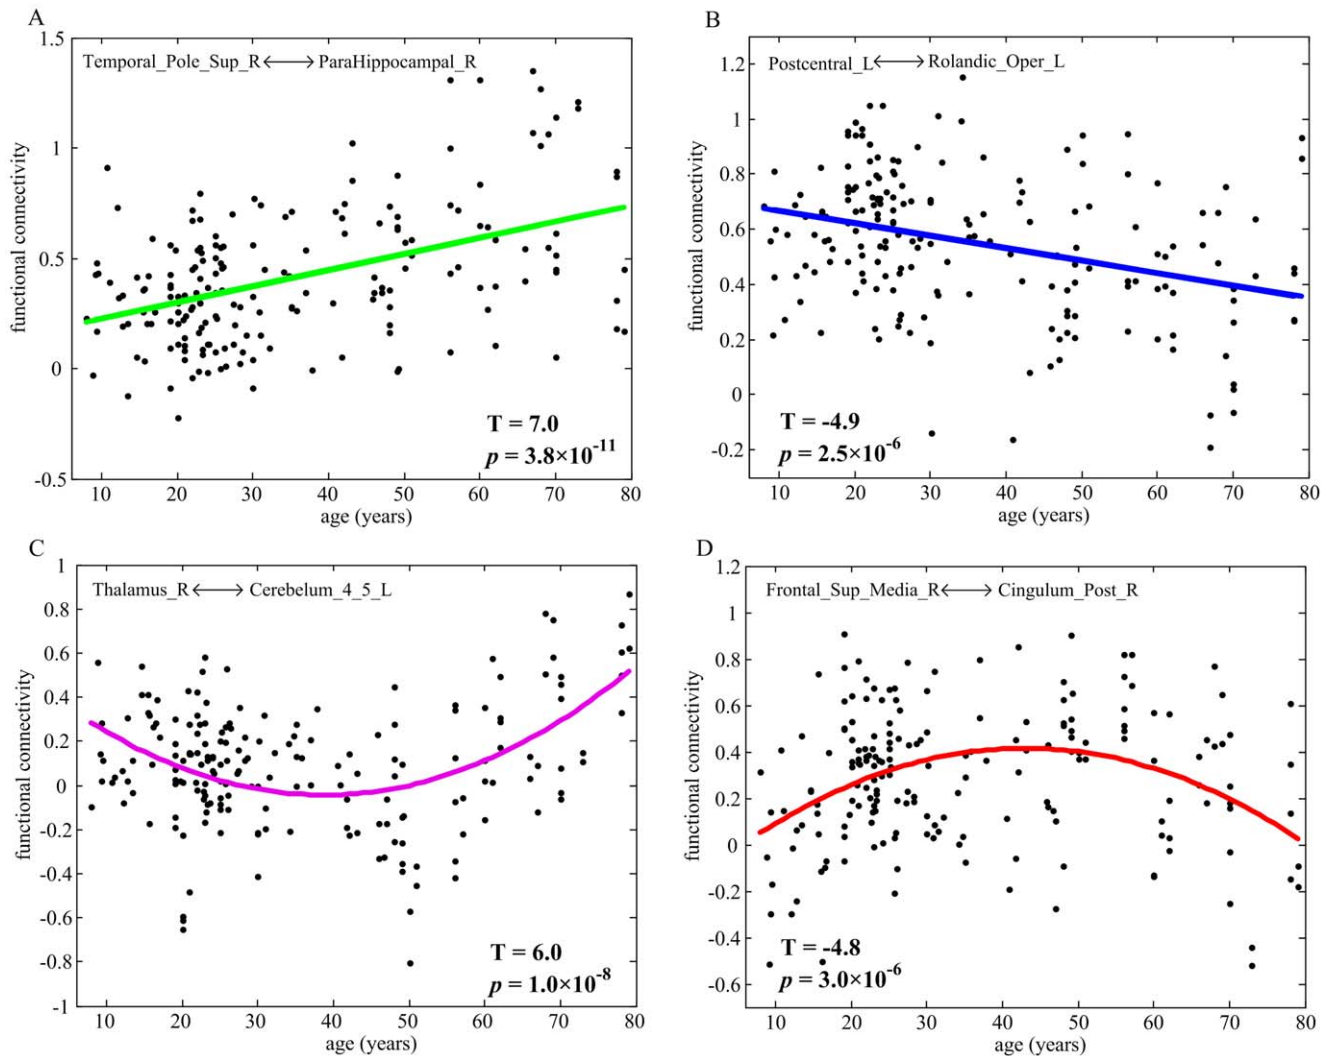 A
Temporal_Pole_Sup_R⟷ParaHippocampal_R
functional connectivity
1.5
1
0.5
0
-0.5
T = 7.0
p = 3.8×10⁻¹¹
10 20 30 40 50 60 70 80
age (years)
B
Postcentral_L⟷Rolandic_Oper_L
functional connectivity
1.2
1
0.8
0.6
0.4
0.2
0
-0.2
T = -4.9
p = 2.5×10⁻⁶
10 20 30 40 50 60 70 80
age (years)
C
Thalamus_R⟷Cerebelum_4_5_L
functional connectivity
1
0.8
0.6
0.4
0.2
0
-0.2
-0.4
-0.6
-0.8
-1
T = 6.0
p = 1.0×10⁻⁸
10 20 30 40 50 60 70 80
age (years)
D
Frontal_Sup_Media_R⟷Cingulum_Post_R
functional connectivity
1.2
1
0.8
0.6
0.4
0.2
0
-0.2
-0.4
-0.6
T = -4.8
p = 3.0×10⁻⁶
10 20 30 40 50 60 70 80
age (years)